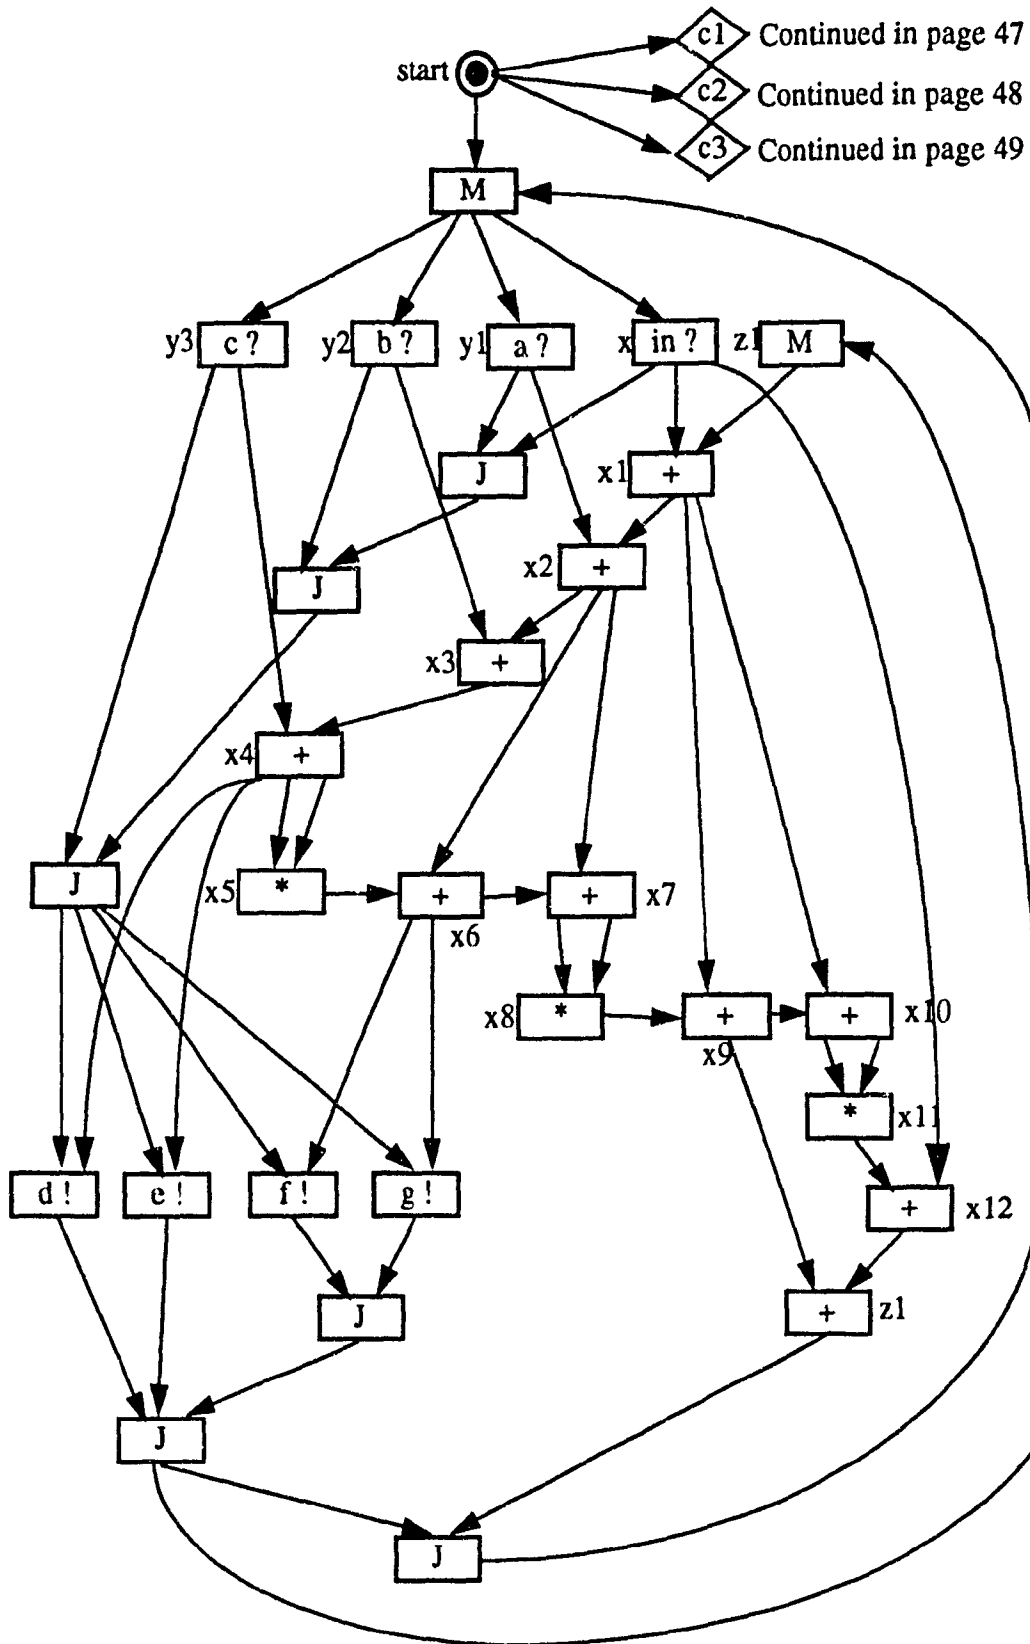 c1 Continued in page 47
start
c2 Continued in page 48
c3 Continued in page 49
M
y3 c ? y2 b ? y1 a ? x in ? z1 M
J x1 +
x2 +
J
x3 +
x4 +
J x5 * + + x7
x6
x8 * + + x10
x9
* x11
d ! e ! f ! g ! + x12
J + z1
J
J